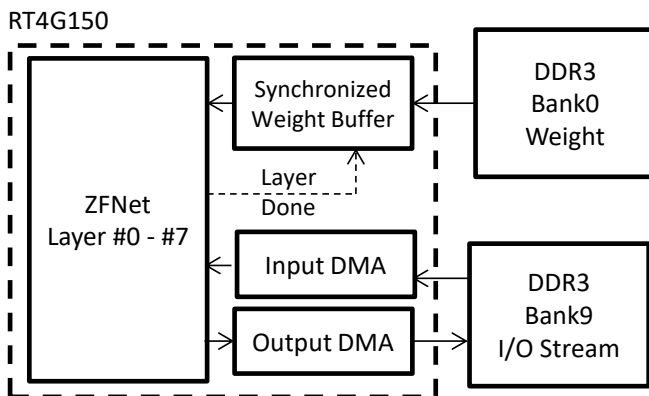 RT4G150
ZFNet
Layer #0 - #7
Synchronized
Weight Buffer
Layer
Done
Input DMA
Output DMA
DDR3
Bank0
Weight
DDR3
Bank9
I/O Stream